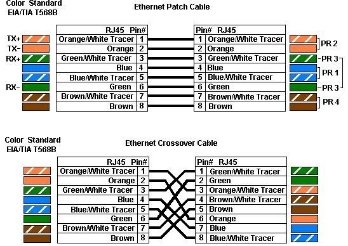 Color Standard
EIA/TIA T568B
Ethernet Patch Cable
RJ45 Pin# Pin# RJ45
TX+ Orange/White Tracer 1 1 Orange/White Tracer
TX- Orange 2 2 Orange PR 2
RX+ Green/White Tracer 3 3 Green/White Tracer PR 3
Blue 4 4 Blue
Blue/White Tracer 5 5 Blue/White Tracer PR 1
RX- Green 6 6 Green PR 3
Brown/White Tracer 7 7 Brown/White Tracer
Brown 8 8 Brown PR 4
Color Standard
EIA/TIA T568B
Ethernet Crossover Cable
RJ45 Pin# Pin# RJ45
Orange/White Tracer 1 1 Green/White Tracer
Orange 2 2 Green
Green/White Tracer 3 3 Orange/White Tracer
Blue 4 4 Brown/White Tracer
Blue/White Tracer 5 5 Brown
Green 6 6 Orange
Brown/White Tracer 7 7 Blue
Brown 8 8 Blue/White Tracer